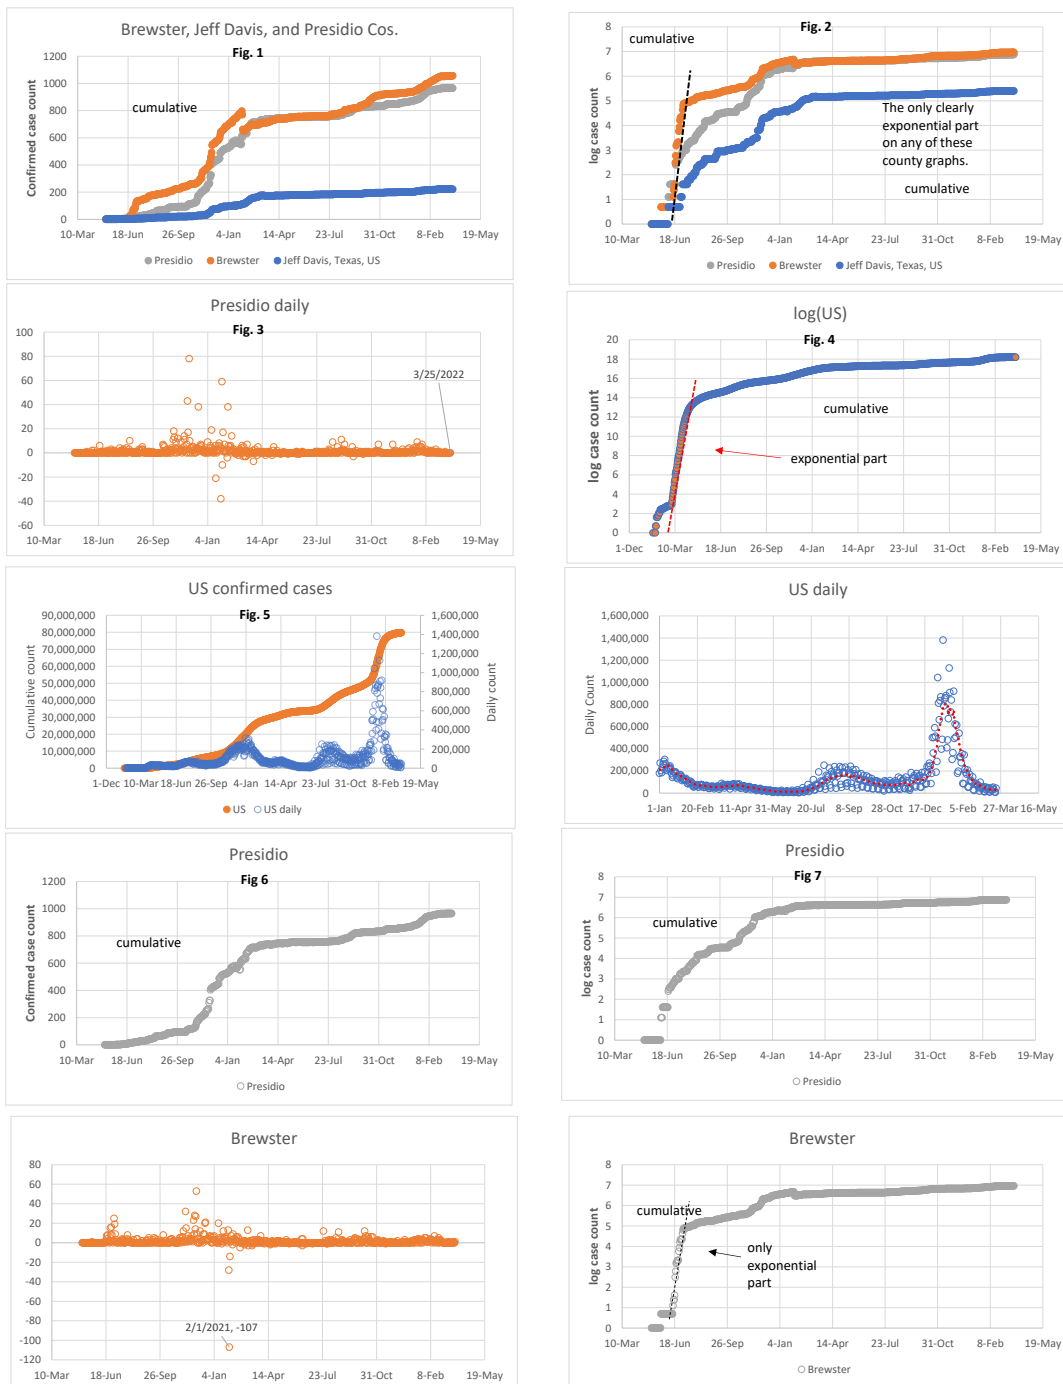 Brewster, Jeff Davis, and Presidio Cos.
Fig. 1
cumulative
Confirmed case count
1200
1000
800
600
400
200
0
10-Mar 18-Jun 26-Sep 4-Jan 14-Apr 23-Jul 31-Oct 8-Feb 19-May
Presidio Brewster Jeff Davis, Texas, US
Fig. 2
cumulative
log case count
8
7
6
5
4
3
2
1
0
The only clearly
exponential part
on any of these
county graphs.
cumulative
10-Mar 18-Jun 26-Sep 4-Jan 14-Apr 23-Jul 31-Oct 8-Feb 19-May
Presidio Brewster Jeff Davis, Texas, US
Presidio daily
Fig. 3
100
80
60
40
20
0
-20
-40
-60
3/25/2022
10-Mar 18-Jun 26-Sep 4-Jan 14-Apr 23-Jul 31-Oct 8-Feb 19-May
log(US)
Fig. 4
log case count
20
18
16
14
12
10
8
6
4
2
0
cumulative
exponential part
1-Dec 10-Mar 18-Jun 26-Sep 4-Jan 14-Apr 23-Jul 31-Oct 8-Feb 19-May
US confirmed cases
Fig. 5
Cumulative count
90,000,000
80,000,000
70,000,000
60,000,000
50,000,000
40,000,000
30,000,000
20,000,000
10,000,000
0
1,600,000
1,400,000
1,200,000
1,000,000
800,000
600,000
400,000
200,000
0
Daily count
1-Dec 10-Mar 18-Jun 26-Sep 4-Jan 14-Apr 23-Jul 31-Oct 8-Feb 19-May
US US daily
US daily
Daily Count
1,600,000
1,400,000
1,200,000
1,000,000
800,000
600,000
400,000
200,000
0
1-Jan 20-Feb 11-Apr 31-May 20-Jul 8-Sep 28-Oct 17-Dec 5-Feb 27-Mar 16-May
Presidio
Fig 6
cumulative
Confirmed case count
1200
1000
800
600
400
200
0
10-Mar 18-Jun 26-Sep 4-Jan 14-Apr 23-Jul 31-Oct 8-Feb 19-May
Presidio
Presidio
Fig 7
cumulative
log case count
8
7
6
5
4
3
2
1
0
10-Mar 18-Jun 26-Sep 4-Jan 14-Apr 23-Jul 31-Oct 8-Feb 19-May
Presidio
Brewster
80
60
40
20
0
-20
-40
-60
-80
-100
-120
2/1/2021, -107
10-Mar 18-Jun 26-Sep 4-Jan 14-Apr 23-Jul 31-Oct 8-Feb 19-May
Brewster
log case count
8
7
6
5
4
3
2
1
0
cumulative
only
exponential
part
10-Mar 18-Jun 26-Sep 4-Jan 14-Apr 23-Jul 31-Oct 8-Feb 19-May
Brewster